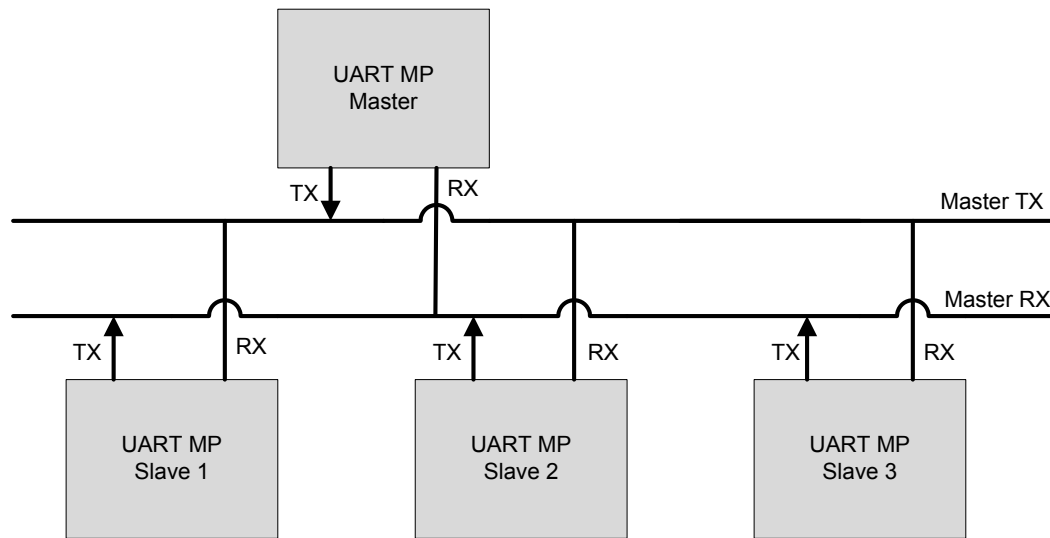 UART MP
Master
TX
RX
Master TX
Master RX
TX
RX
TX
RX
TX
RX
UART MP
Slave 1
UART MP
Slave 2
UART MP
Slave 3